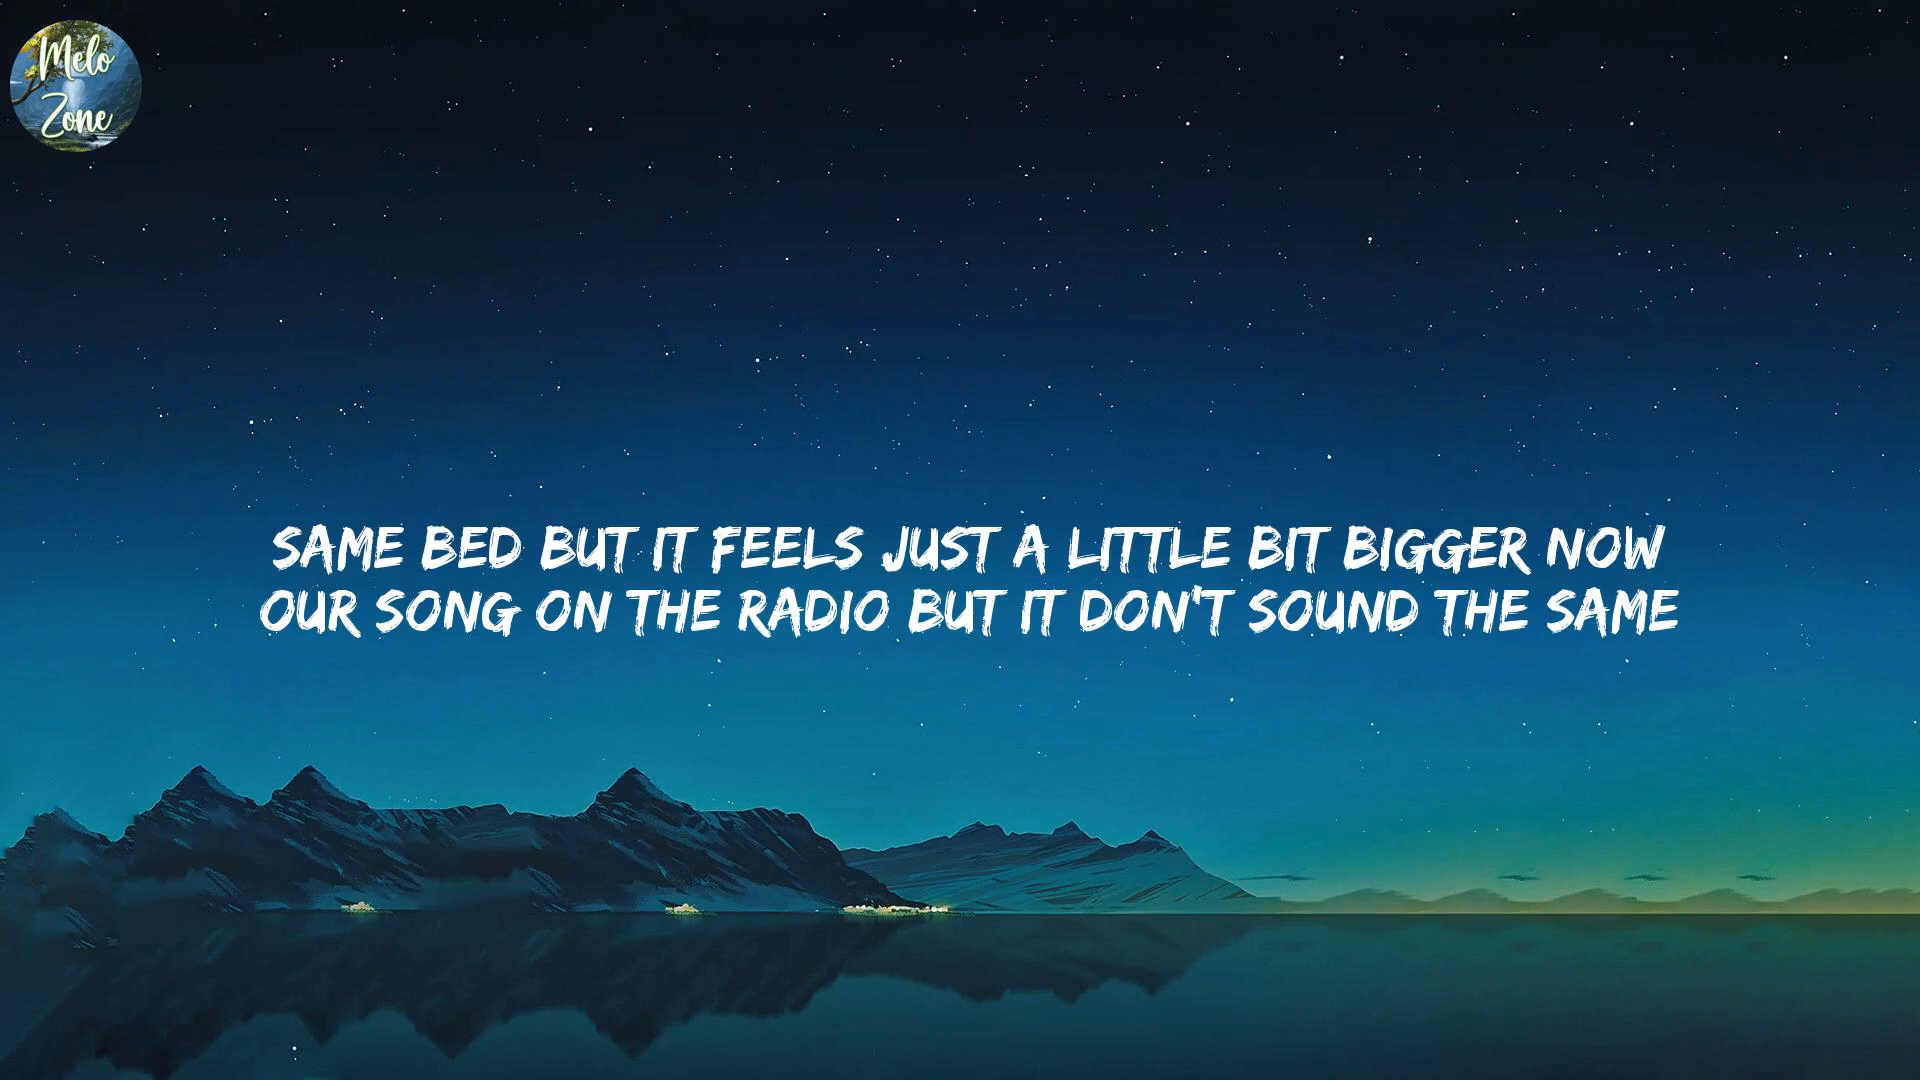 Melo
Zone
SAME BED BUT IT FEELS JUST A LITTLE BIT BIGGER NOW
OUR SONG ON THE RADIO BUT IT DON'T SOUND THE SAME